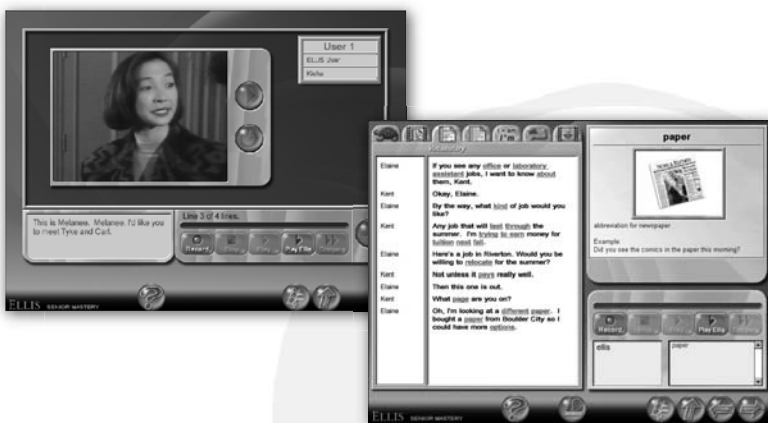 User 1
ELLIS
This is Melanee. Melanee, I'd like you
to meet Tyke and Carl.
Line 3 of 4 lines.
Record
Play
Play Ellis
ELLIS SENIOR MASTERY
Vocabulary
Elaine
If you see any office or laboratory
assistant jobs, I want to know about
them, Kent.
Kent
Okay, Elaine.
Elaine
By the way, what kind of job would you
like?
Kent
Any job that will last through the
summer. I'm trying to earn money for
tuition next fall.
Elaine
Here's a job in Riverton. Would you be
willing to relocate for the summer?
Kent
Not unless it pays really well.
Elaine
Then this one is out.
Kent
What page are you on?
Elaine
Oh, I'm looking at a different paper. I
bought a paper from Boulder City so I
could have more options.
paper
abbreviation for newspaper
Example
Did you see the comics in the paper this morning?
Record
Play Ellis
ellis
paper
ELLIS SENIOR MASTERY